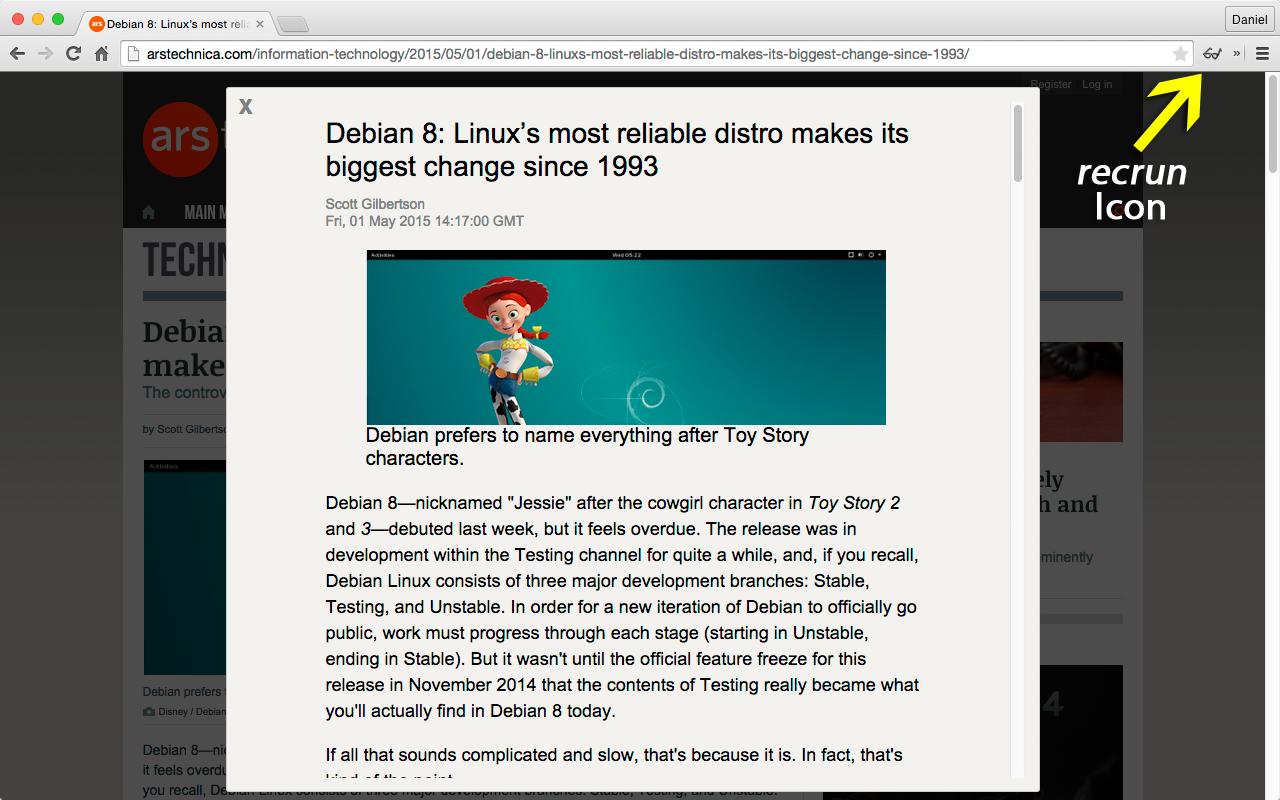 Debian 8: Linux's most reli
Daniel
arstechnica.com/information-technology/2015/05/01/debian-8-linuxs-most-reliable-distro-makes-its-biggest-change-since-1993/
»
Register Log in
ars
X
recrun
Icon
MAIN M
TECHN
Debian 8: Linux’s most reliable distro makes its
biggest change since 1993
Scott Gilbertson
Fri, 01 May 2015 14:17:00 GMT
Activities
Wed 05:22
Debian prefers to name everything after Toy Story
characters.
Debian 8—nicknamed "Jessie" after the cowgirl character in Toy Story 2
and 3—debuted last week, but it feels overdue. The release was in
development within the Testing channel for quite a while, and, if you recall,
Debian Linux consists of three major development branches: Stable,
Testing, and Unstable. In order for a new iteration of Debian to officially go
public, work must progress through each stage (starting in Unstable,
ending in Stable). But it wasn't until the official feature freeze for this
release in November 2014 that the contents of Testing really became what
you'll actually find in Debian 8 today.
If all that sounds complicated and slow, that's because it is. In fact, that's
kind of the point.
Debia
make
The controv
by Scott Gilberts
Activities
Debian prefers
Disney / Debian
Debian 8—ni
it feels overdu
you recall, Debian Linux consists of three major development branches: Stable, Testing, and Unstable.
ely
h and
minently
4